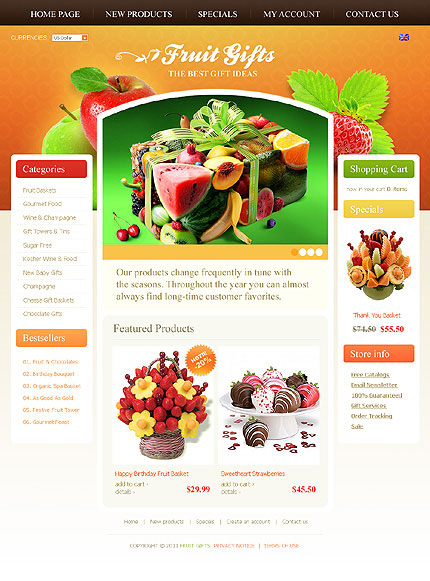 HOME PAGE
NEW PRODUCTS
SPECIALS
MY ACCOUNT
CONTACT US
CURRENCIES:
US Dollar
Fruit Gifts
THE BEST GIFT IDEAS
Categories
Fruit Baskets
Gourmet Food
Wine & Champagne
Gift Towers & Tins
Sugar Free
Kosher Wine & Food
New Baby Gifts
Champagne
Cheese Gift Baskets
Chocolate Gifts
Bestsellers
01. Fruit & Chocolates
02. Birthday Bouquet
03. Organic Spa Basket
04. As Good As Gold
05. Festive Fruit Tower
06. Gourmet Feast
Our products change frequently in tune with
the seasons. Throughout the year you can almost
always find long-time customer favorites.
Featured Products
-20%
Happy Birthday Fruit Basket
add to cart ›
details ›
$29.99
Sweetheart Strawberries
add to cart ›
details ›
$45.50
Shopping Cart
now in your cart 0 items
Specials
Thank You Basket
$74.50 $55.50
Store info
Free Catalogs
Email Newsletter
100% Guaranteed
Gift Services
Order Tracking
Sale
Home | New products | Specials | Create an account | Contact us
COPYRIGHT © 2011 FRUIT GIFTS. PRIVACY NOTICE | TERMS OF USE